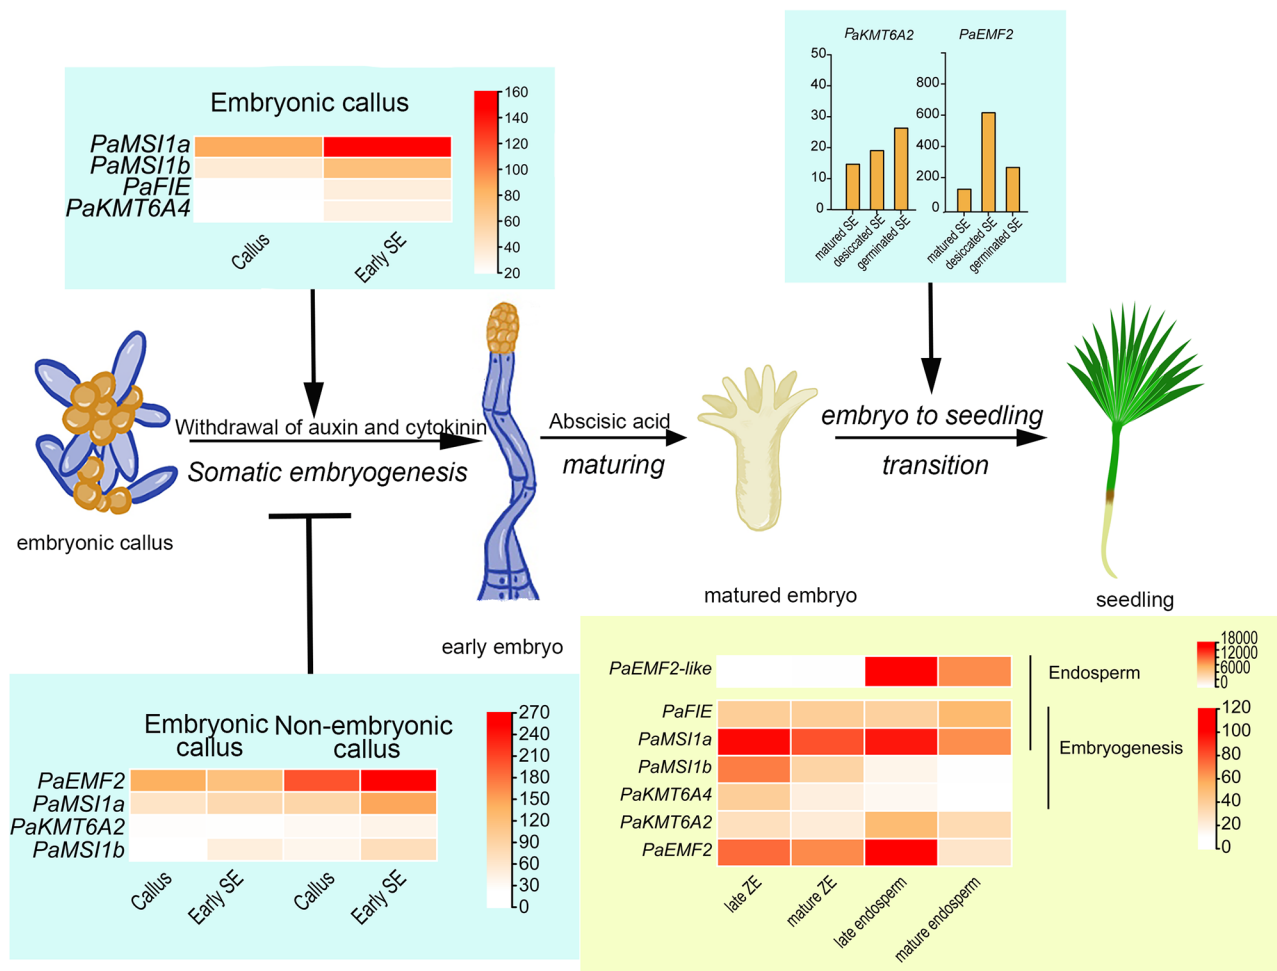 Embryonic callus
PaMSI1a
PaMSI1b
PaFIE
PaKMT6A4
Callus
Early SE
160
140
120
100
80
60
40
20
PaKMT6A2
50
40
30
20
10
0
matured SE
desiccated SE
germinated SE
PaEMF2
800
600
400
200
0
matured SE
desiccated SE
germinated SE
Withdrawal of auxin and cytokinin
Somatic embryogenesis
Abscisic acid
maturing
embryo to seedling
transition
embryonic callus
early embryo
matured embryo
seedling
Embryonic
callus
Non-embryonic
callus
PaEMF2
PaMSI1a
PaKMT6A2
PaMSI1b
Callus
Early SE
Callus
Early SE
270
240
210
180
150
120
90
60
30
0
PaEMF2-like
PaFIE
PaMSI1a
PaMSI1b
PaKMT6A4
PaKMT6A2
PaEMF2
late ZE
mature ZE
late endosperm
mature endosperm
Endosperm
Embryogenesis
18000
12000
6000
0
120
100
80
60
40
20
0